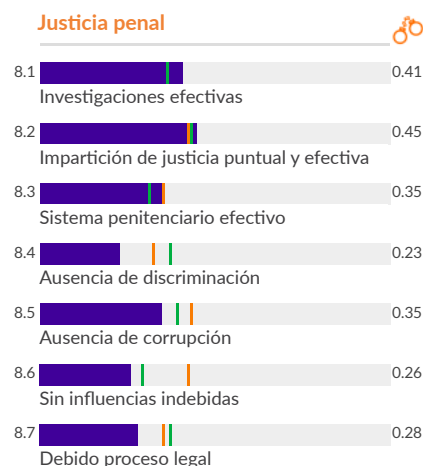 Justicia penal
8.1 0.41
Investigaciones efectivas
8.2 0.45
Impartición de justicia puntual y efectiva
8.3 0.35
Sistema penitenciario efectivo
8.4 0.23
Ausencia de discriminación
8.5 0.35
Ausencia de corrupción
8.6 0.26
Sin influencias indebidas
8.7 0.28
Debido proceso legal